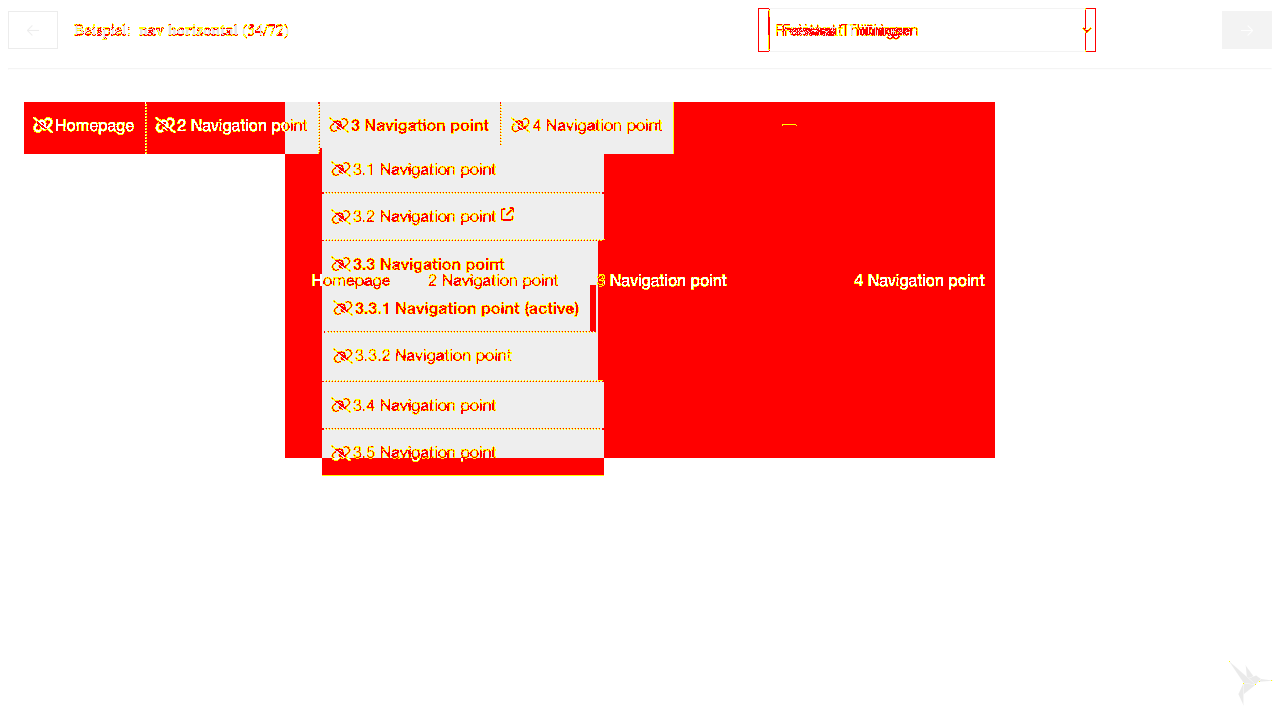 ←
Beispiel: nav horizontal (54/72)
→
Homepage
2 Navigation point
3 Navigation point
4 Navigation point
3.1 Navigation point
3.2 Navigation point
3.3 Navigation point
Homepage
2 Navigation point
3 Navigation point
4 Navigation point
3.3.1 Navigation point (active)
3.3.2 Navigation point
3.4 Navigation point
3.5 Navigation point